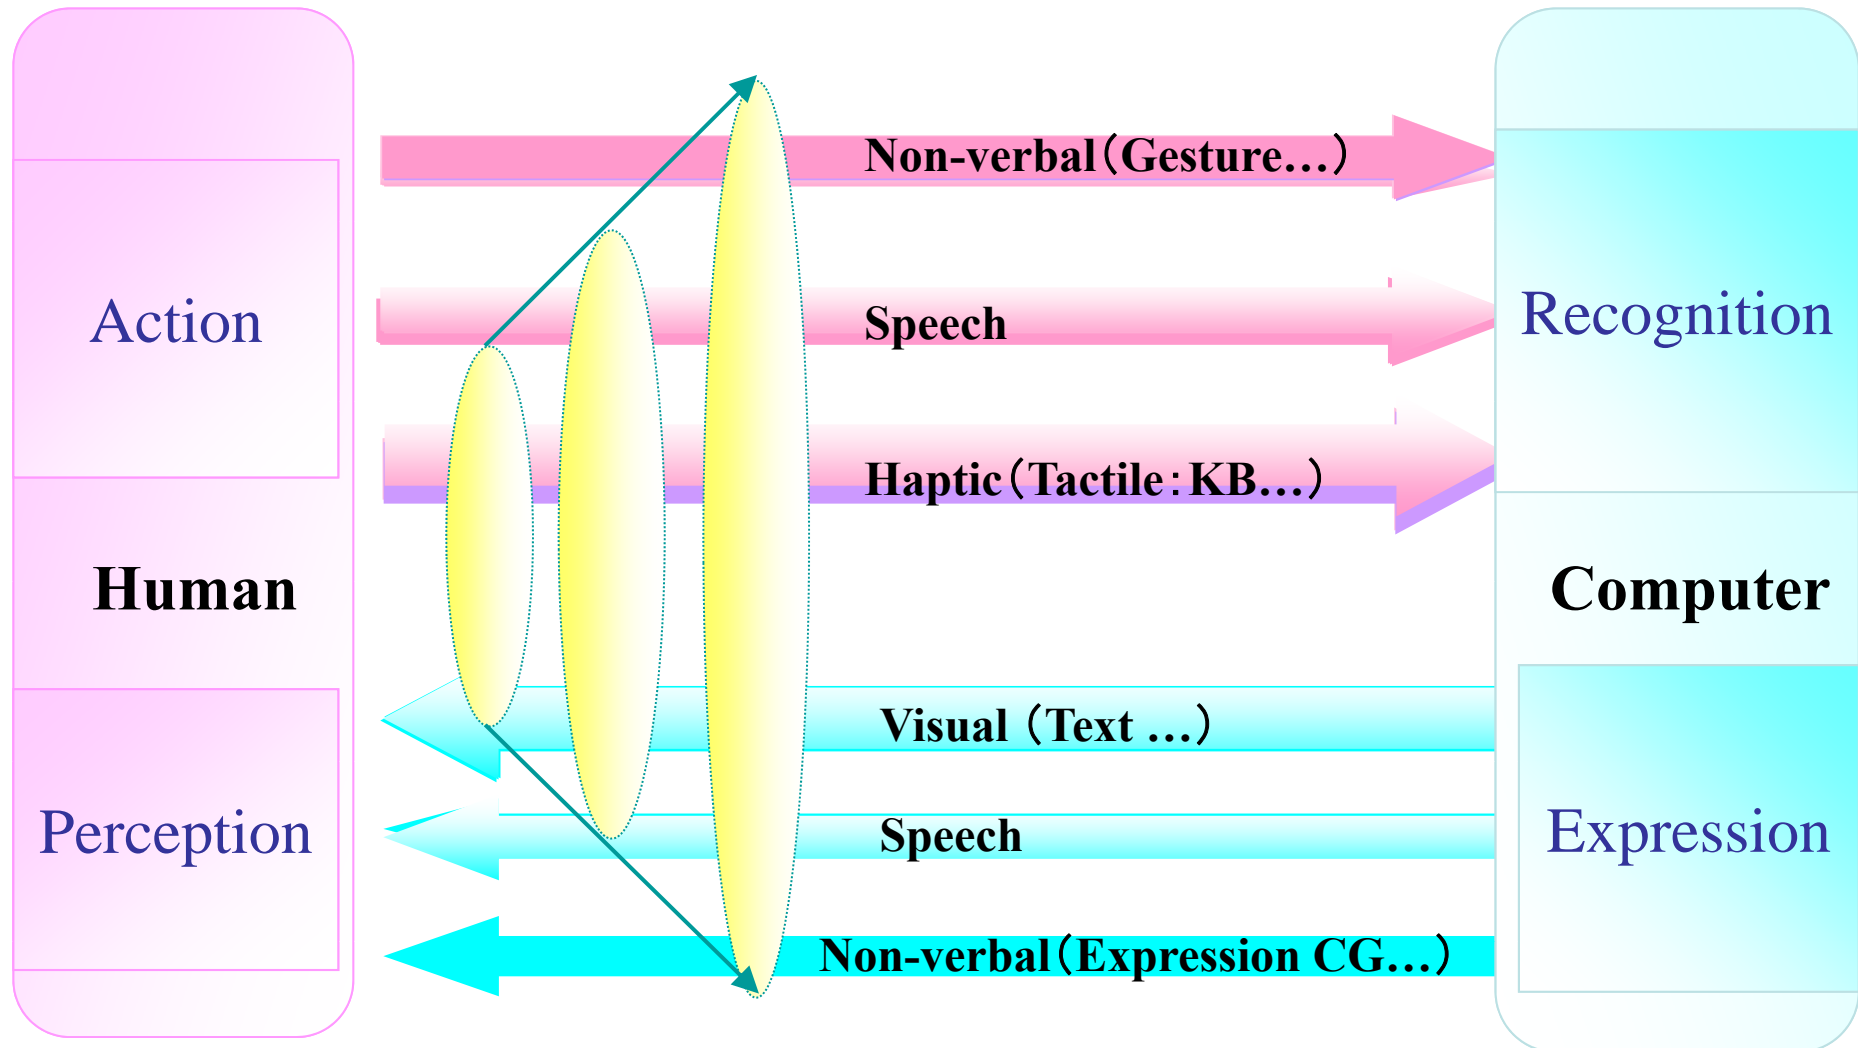 Non-verbal（Gesture…）
Action
Speech
Recognition
Haptic（Tactile：KB…）
Human
Computer
Visual （Text …）
Perception
Speech
Expression
Non-verbal（Expression CG…）